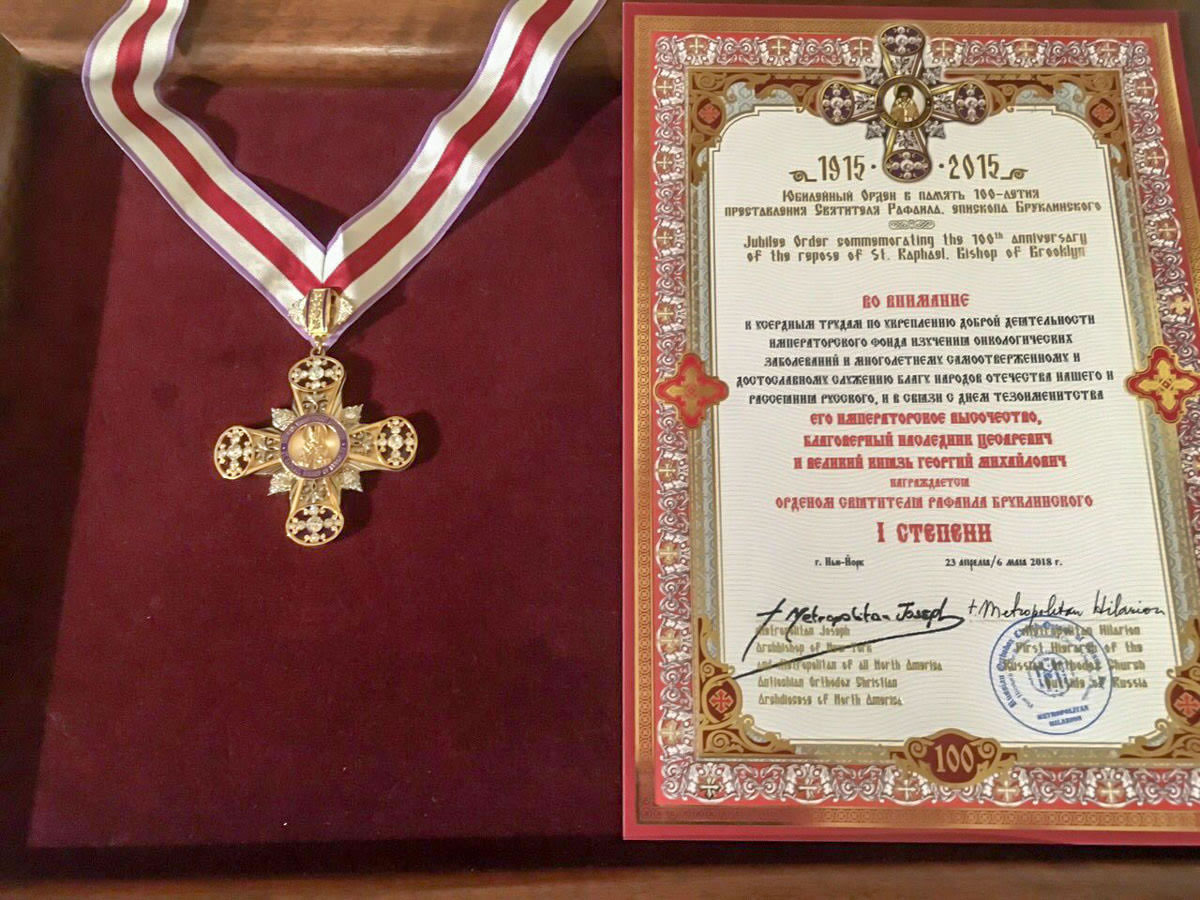 1915 · 2015
Юбилейный Орден в память 100-летия
преставления Святителя Рафаила, епископа Бруклинского
Jubilee Order commemorating the 100th anniversary
of the repose of St. Raphael, Bishop of Brooklyn
ВО ВНИМАНИЕ
К УСЕРДНЫМ ТРУДАМ ПО УКРЕПЛЕНИЮ ДОБРОЙ ДЕЯТЕЛЬНОСТИ
ИМПЕРАТОРСКОГО ФОНДА ИЗУЧЕНИЯ ОНКОЛОГИЧЕСКИХ
ЗАБОЛЕВАНИЙ И МНОГОЛЕТНЕМУ САМООТВЕРЖЕННОМУ И
ДОСТОСЛАВНОМУ СЛУЖЕНИЮ БЛАГУ НАРОДОВ ОТЕЧЕСТВА НАШЕГО И
РАССЕЯНИЯ РУССКОГО, И В СВЯЗИ С ДНЕМ ТЕЗОИМЕНИТСТВА
ЕГО ИМПЕРАТОРСКОЕ ВЫСОЧЕСТВО,
БЛАГОВЕРНЫЙ НАСЛЕДНИК ЦЕСАРЕВИЧ
И ВЕЛИКИЙ КНЯЗЬ ГЕОРГИЙ МИХАЙЛОВИЧ
НАГРАЖДАЕТСЯ
ОРДЕНОМ СВЯТИТЕЛЯ РАФАИЛА БРУКЛИНСКОГО
I СТЕПЕНИ
г. Нью-Йорк 23 апреля/6 мая 2018 г.
+ Metropolitan Joseph + Metropolitan Hilarion
Metropolitan Joseph
Archbishop of New York
and Metropolitan of all North America
Antiochian Orthodox Christian
Archdiocese of North America
Metropolitan Hilarion
First Hierarch of the
Russian Orthodox Church
Outside of Russia
METROPOLITAN
HILARION
100